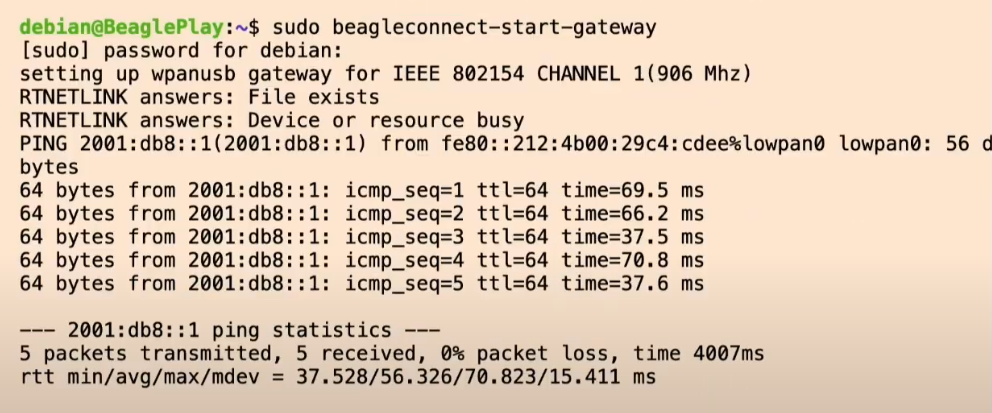 debian@BeaglePlay:~$ sudo beagleconnect-start-gateway
[sudo] password for debian:
setting up wpanusb gateway for IEEE 802154 CHANNEL 1(906 Mhz)
RTNETLINK answers: File exists
RTNETLINK answers: Device or resource busy
PING 2001:db8::1(2001:db8::1) from fe80::212:4b00:29c4:cdee%lowpan0 lowpan0: 56 d
bytes
64 bytes from 2001:db8::1: icmp_seq=1 ttl=64 time=69.5 ms
64 bytes from 2001:db8::1: icmp_seq=2 ttl=64 time=66.2 ms
64 bytes from 2001:db8::1: icmp_seq=3 ttl=64 time=37.5 ms
64 bytes from 2001:db8::1: icmp_seq=4 ttl=64 time=70.8 ms
64 bytes from 2001:db8::1: icmp_seq=5 ttl=64 time=37.6 ms
--- 2001:db8::1 ping statistics ---
5 packets transmitted, 5 received, 0% packet loss, time 4007ms
rtt min/avg/max/mdev = 37.528/56.326/70.823/15.411 ms